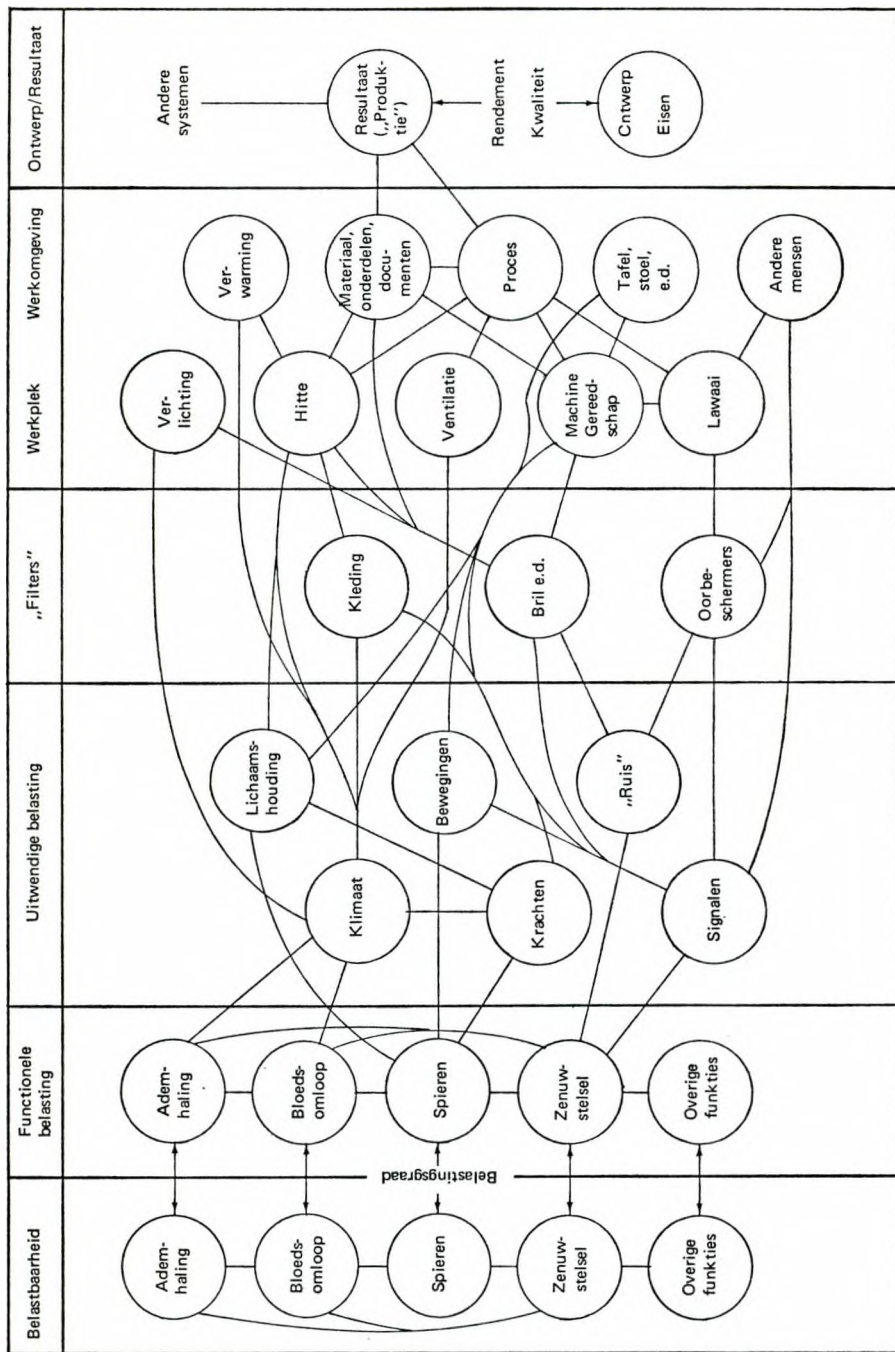 Belastbaarheid
Functionele
belasting
Uitwendige belasting
„Filters”
Werkplek
Werkomgeving
Ontwerp/Resultaat
Adem-
haling
Bloeds-
omloop
Spieren
Zenuw-
stelsel
Overige
funkties
Belastingsgraad
Adem-
haling
Bloeds-
omloop
Spieren
Zenuw-
stelsel
Overige
funkties
Klimaat
Krachten
Signalen
Lichaams-
houding
Bewegingen
„Ruis”
Kleding
Bril e.d.
Oorbe-
schermers
Ver-
lichting
Hitte
Ventilatie
Machine
Gereed-
schap
Lawaai
Ver-
warming
Materiaal,
onderdelen,
docu-
menten
Proces
Tafel,
stoel,
e.d.
Andere
mensen
Andere
systemen
Resultaat
(„Produk-
tie”)
Rendement
Kwaliteit
Cntwerp
Eisen